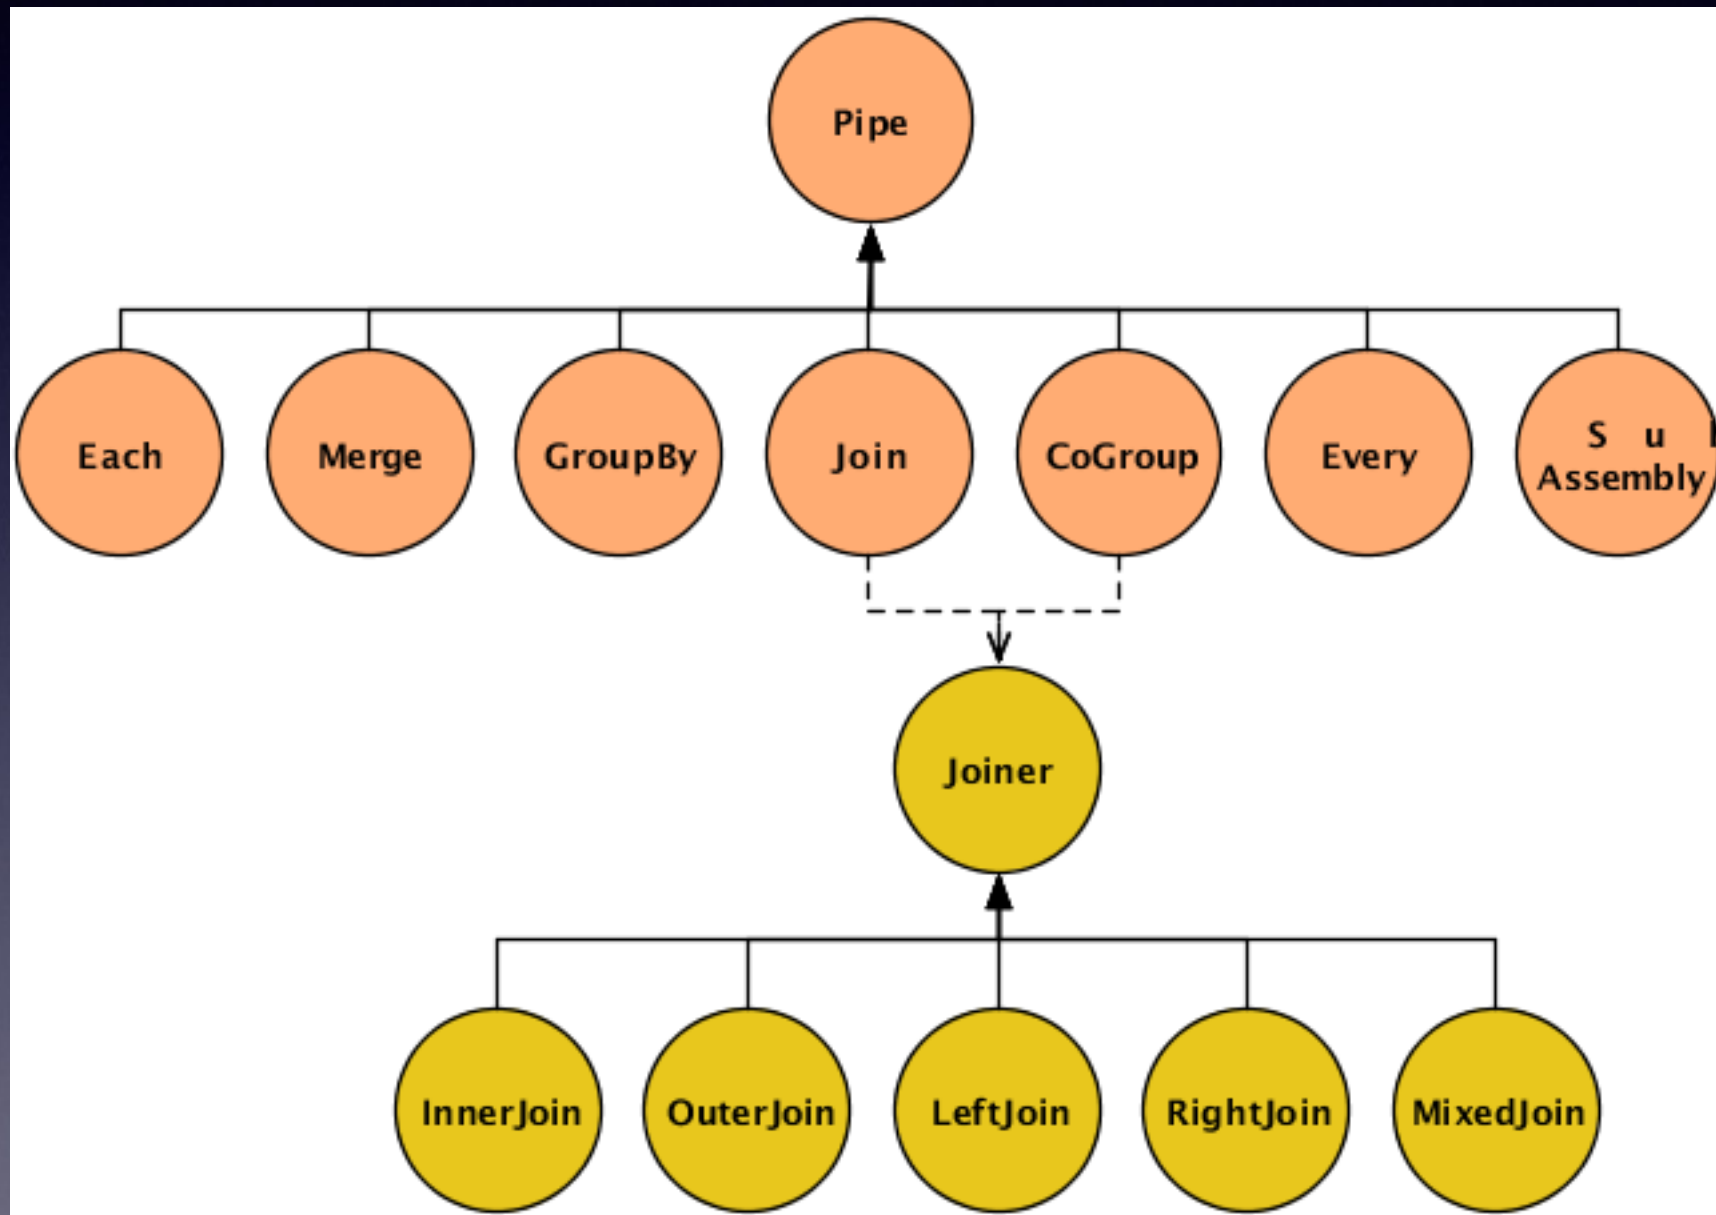 Pipe
Each Merge GroupBy Join CoGroup Every
Assembly
Joiner
InnerJoin OuterJoin LeftJoin RightJoin MixedJoin